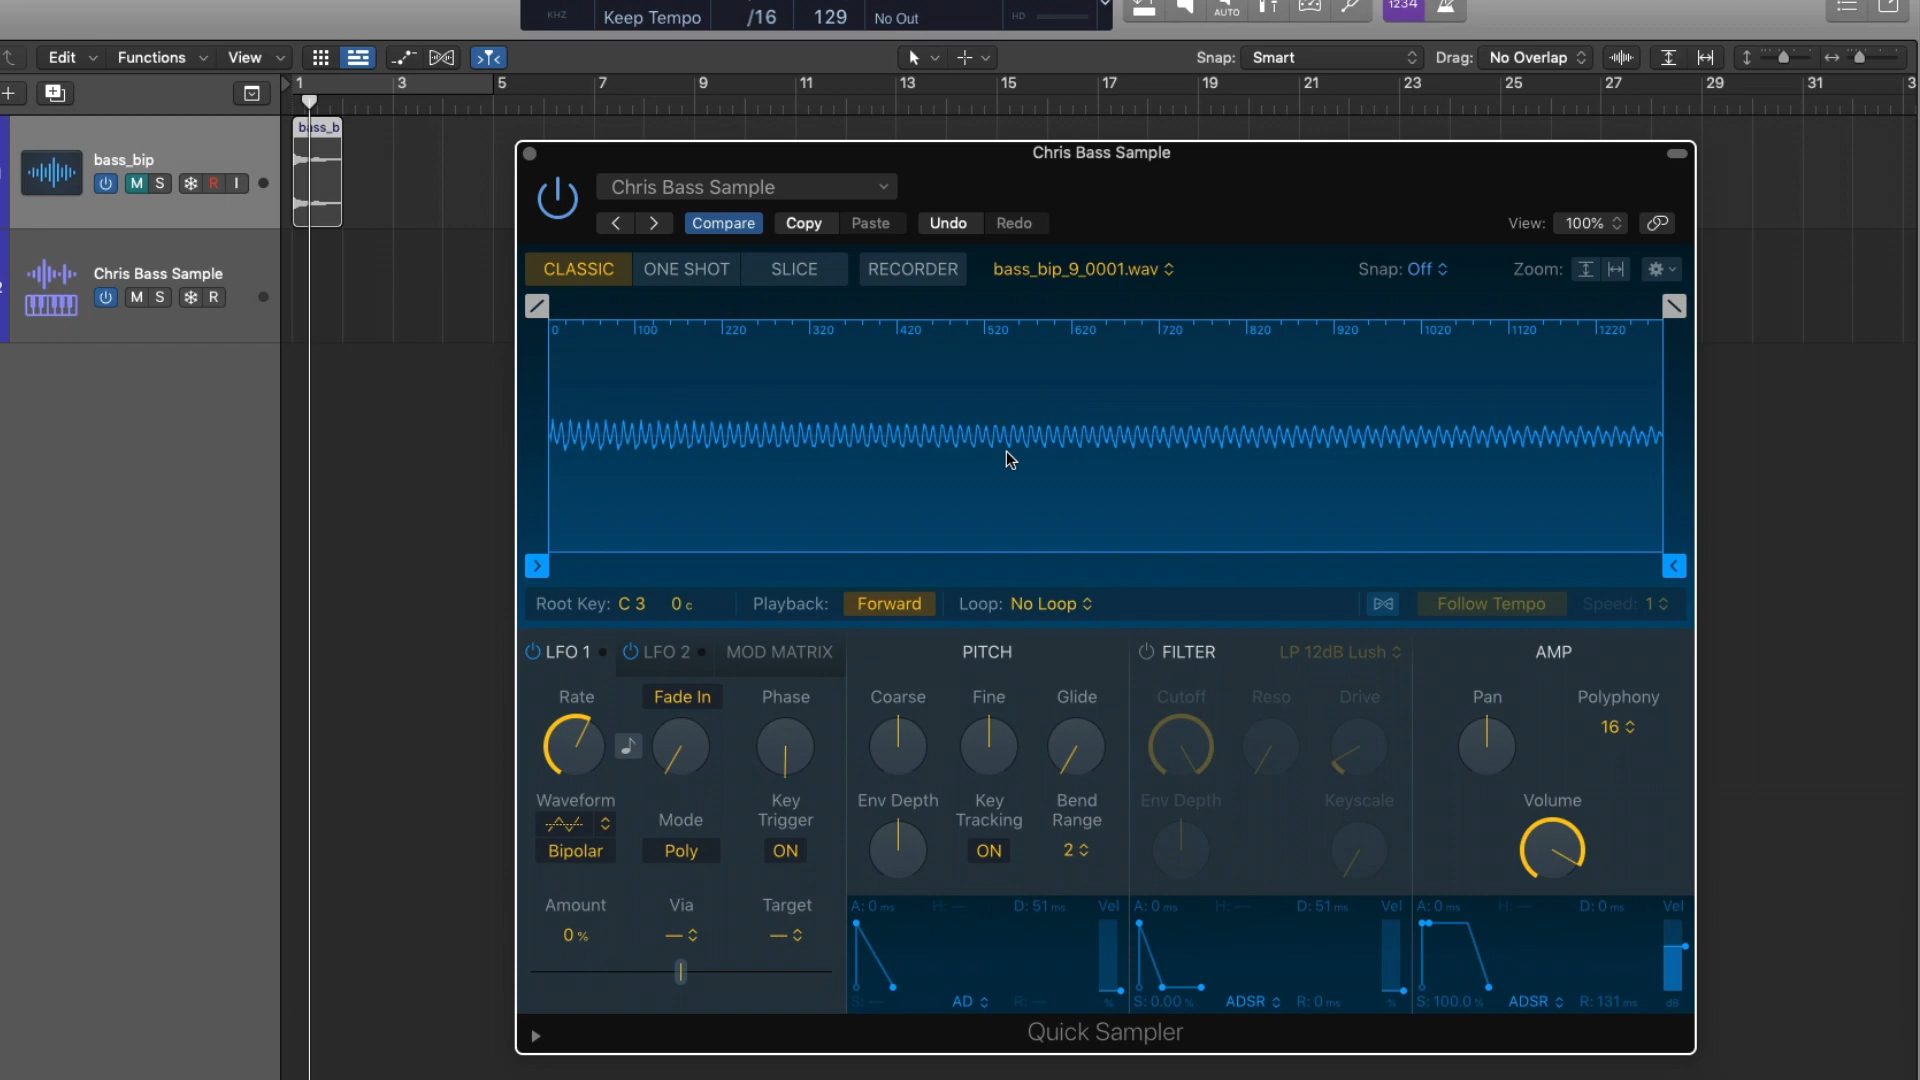 KHZ Keep Tempo /16 129 No Out HD AUTO 1234
Edit Functions View Snap: Smart Drag: No Overlap
1 3 5 7 9 11 13 15 17 19 21 23 25 27 29 31 3
bass_b
bass_bip
M S R I
Chris Bass Sample
M S R
Chris Bass Sample
Chris Bass Sample
Compare Copy Paste Undo Redo View: 100%
CLASSIC ONE SHOT SLICE RECORDER bass_bip_9_0001.wav Snap: Off Zoom:
0 100 220 320 420 520 620 720 820 920 1020 1120 1220
Root Key: C 3 0 c Playback: Forward Loop: No Loop Follow Tempo Speed: 1
LFO 1 LFO 2 MOD MATRIX PITCH FILTER LP 12dB Lush AMP
Rate Fade In Phase Coarse Fine Glide Cutoff Reso Drive Pan Polyphony
16
Waveform Mode Key Trigger Env Depth Key Tracking Bend Range Env Depth Keyscale Volume
Bipolar Poly ON ON 2
Amount Via Target
0 % — —
A: 0 ms H: — D: 51 ms Vel A: 0 ms H: — D: 51 ms Vel A: 0 ms H: — D: 0 ms Vel
S: — AD R: — % S: 0.00 % ADSR R: 0 ms % S: 100.0 % ADSR R: 131 ms dB
Quick Sampler